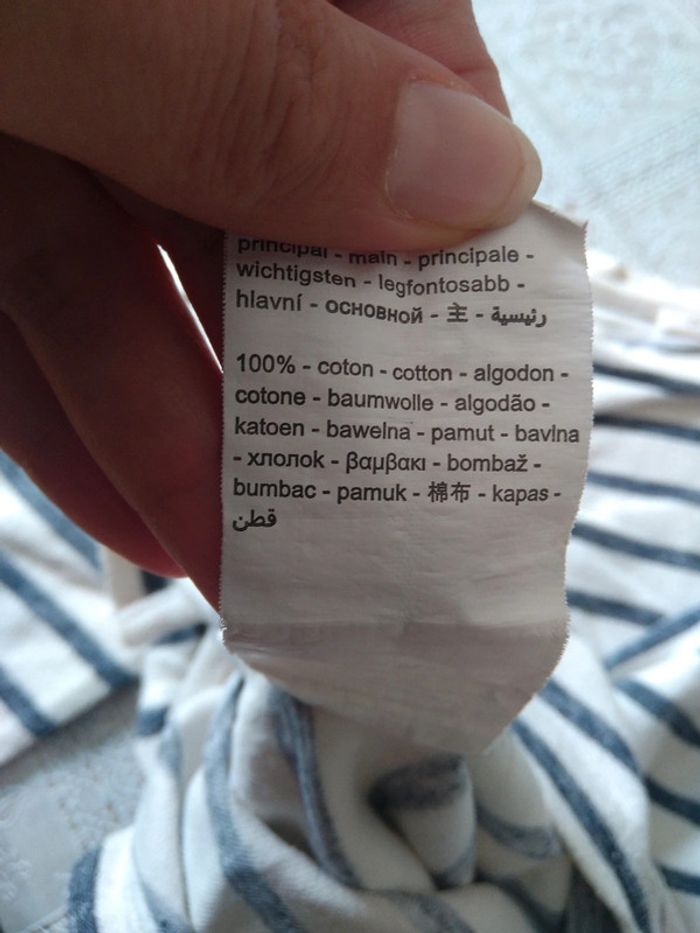 principal - main - principale -
wichtigsten - legfontosabb -
hlavní - основной - 主 - رئيسية
100% - coton - cotton - algodon -
cotone - baumwolle - algodão -
katoen - bawelna - pamut - bavlna
- хлопок - βαμβακι - bombaž -
bumbac - pamuk - 棉布 - kapas -
قطن